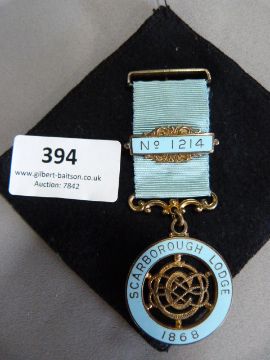 394
www.gilbert-baitson.co.uk
Auction: 7842
Nº 1214
SCARBOROUGH LODGE
1868